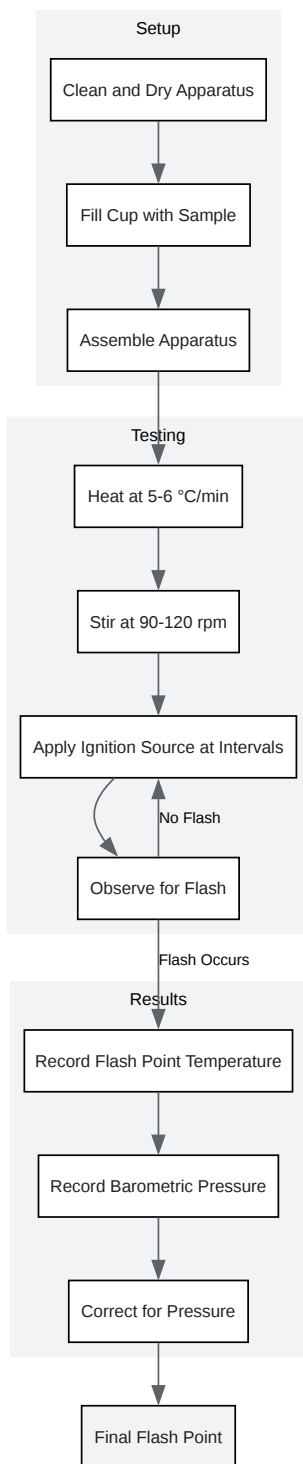 Setup
Clean and Dry Apparatus
Fill Cup with Sample
Assemble Apparatus
Testing
Heat at 5-6 °C/min
Stir at 90-120 rpm
Apply Ignition Source at Intervals
No Flash
Observe for Flash
Flash Occurs
Results
Record Flash Point Temperature
Record Barometric Pressure
Correct for Pressure
Final Flash Point